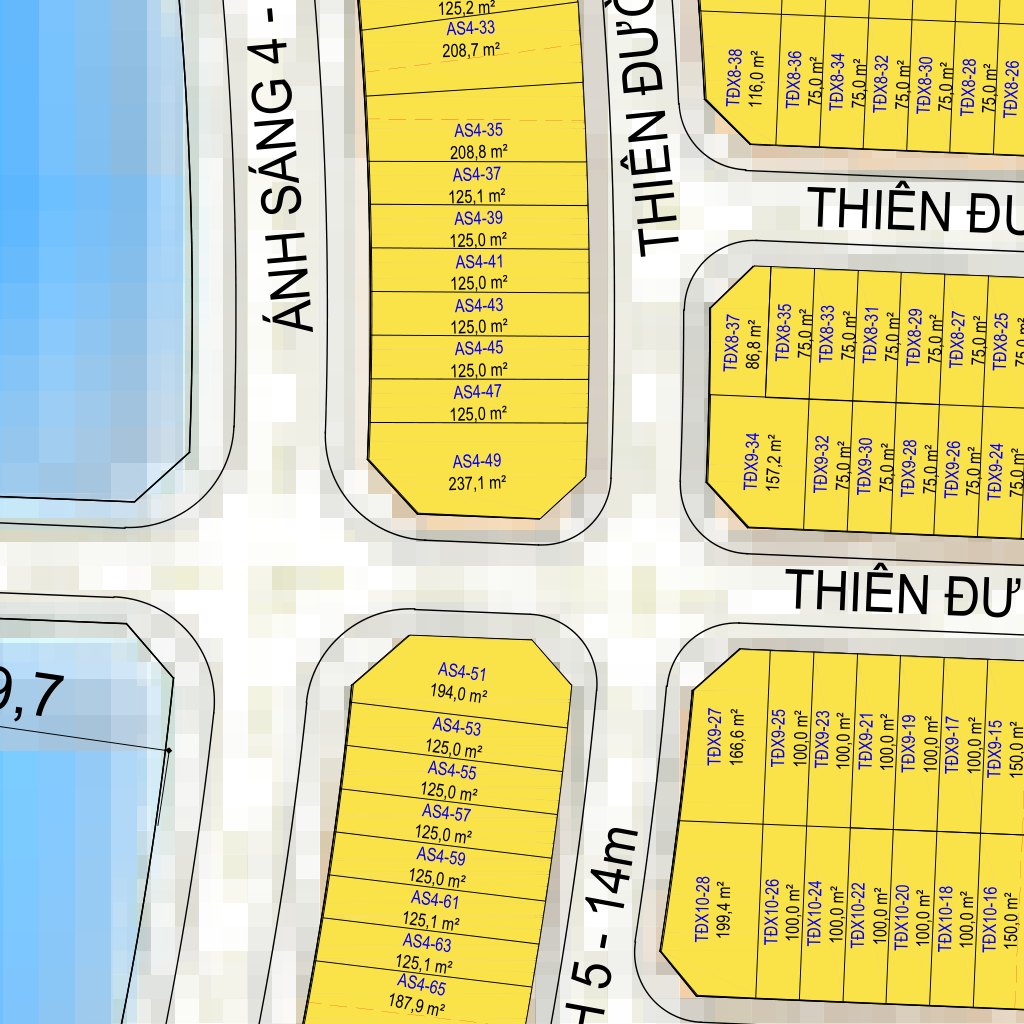 125,2 m²
AS4-33
208,7 m²
AS4-35
208,8 m²
AS4-37
125,1 m²
AS4-39
125,0 m²
AS4-41
125,0 m²
AS4-43
125,0 m²
AS4-45
125,0 m²
AS4-47
125,0 m²
AS4-49
237,1 m²
ÁNH SÁNG 4 -
THIÊN
TĐX8-38
116,0 m²
TĐX8-36
75,0 m²
TĐX8-34
75,0 m²
TĐX8-32
75,0 m²
TĐX8-30
75,0 m²
TĐX8-28
75,0 m²
TĐX8-26
THIÊN
TĐX8-37
86,8 m²
TĐX8-35
75,0 m²
TĐX8-33
75,0 m²
TĐX8-31
75,0 m²
TĐX8-29
75,0 m²
TĐX8-27
75,0 m²
TĐX8-25
75,0
TĐX9-34
157,2 m²
TĐX9-32
75,0 m²
TĐX9-30
75,0 m²
TĐX9-28
75,0 m²
TĐX9-26
75,0 m²
TĐX9-24
75,0 m²
THIÊN
9,7
AS4-51
194,0 m²
AS4-53
125,0 m²
AS4-55
125,0 m²
AS4-57
125,0 m²
AS4-59
125,0 m²
AS4-61
125,1 m²
AS4-63
125,1 m²
AS4-65
187,9 m²
H 5 - 14m
TĐX9-27
166,6 m²
TĐX9-25
100,0 m²
TĐX9-23
100,0 m²
TĐX9-21
100,0 m²
TĐX9-19
100,0 m²
TĐX9-17
100,0 m²
TĐX9-15
150,0 m²
TĐX10-28
199,4 m²
TĐX10-26
100,0 m²
TĐX10-24
100,0 m²
TĐX10-22
100,0 m²
TĐX10-20
100,0 m²
TĐX10-18
100,0 m²
TĐX10-16
150,0 m²